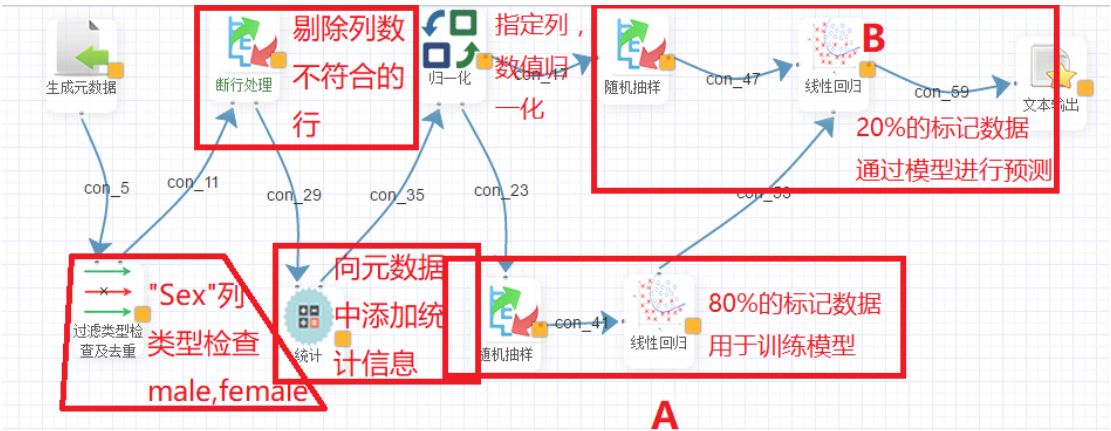 生成元数据
断行处理
剔除列数
不符合的
行
归一化
指定列，
数值归
一化
con_17
随机抽样
con_47
线性回归
B
con_59
文本输出
20%的标记数据
通过模型进行预测
con_5
con_11
con_29
con_35
con_23
con_53
过滤类型检
查及去重
"Sex"列
类型检查
male,female
统计
向元数据
中添加统
计信息
随机抽样
con_41
线性回归
80%的标记数据
用于训练模型
A